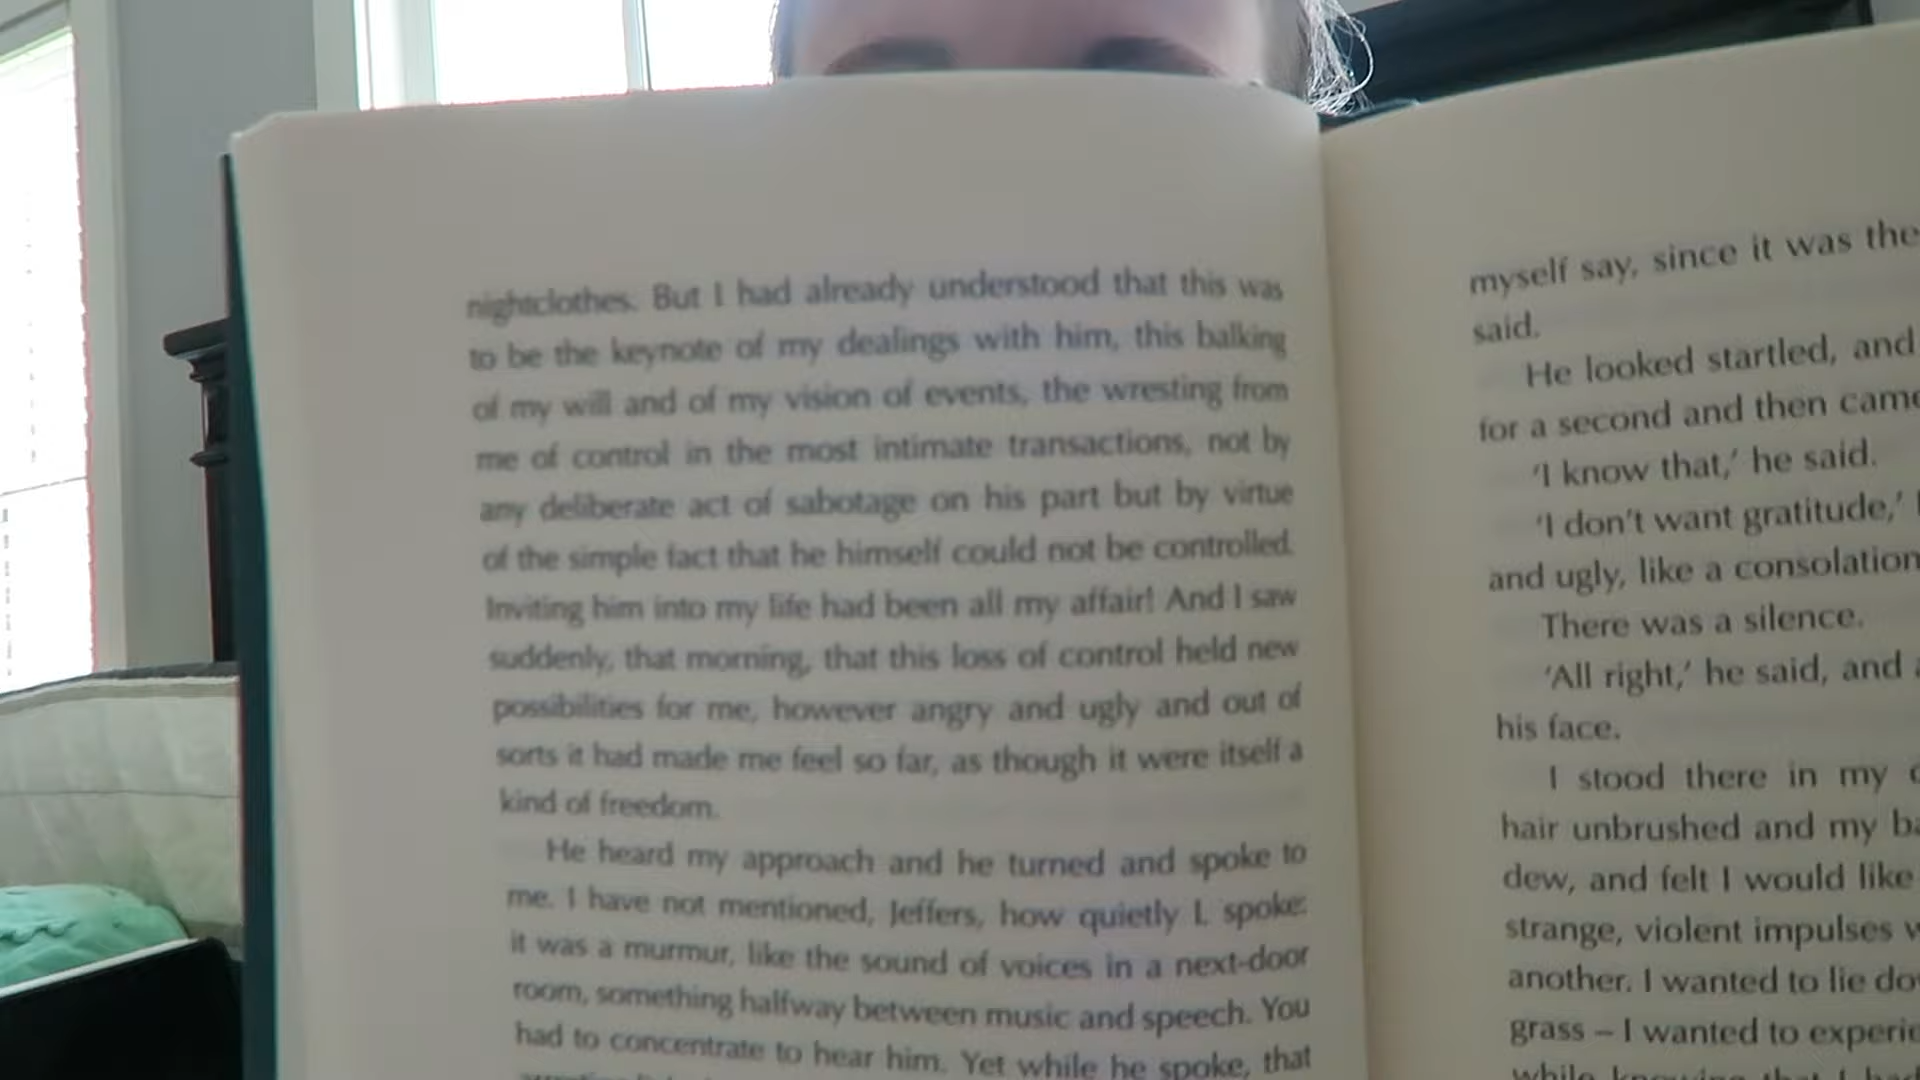 nightclothes. But I had already understood that this was
to be the keynote of my dealings with him, this balking
of my will and of my vision of events, the wresting from
me of control in the most intimate transactions, not by
any deliberate act of sabotage on his part but by virtue
of the simple fact that he himself could not be controlled.
Inviting him into my life had been all my affair! And I saw
suddenly, that morning, that this loss of control held new
possibilities for me, however angry and ugly and out of
sorts it had made me feel so far, as though it were itself a
kind of freedom.
He heard my approach and he turned and spoke to
me. I have not mentioned, Jeffers, how quietly L spoke:
it was a murmur, like the sound of voices in a next-door
room, something halfway between music and speech. You
had to concentrate to hear him. Yet while he spoke, that
myself say, since it was the
said.
He looked startled, and
for a second and then came
‘I know that,’ he said.
‘I don’t want gratitude,’
and ugly, like a consolation
There was a silence.
‘All right,’ he said, and
his face.
I stood there in my
hair unbrushed and my
dew, and felt I would like
strange, violent impulses
another. I wanted to lie
grass – I wanted to
while knowing that I had